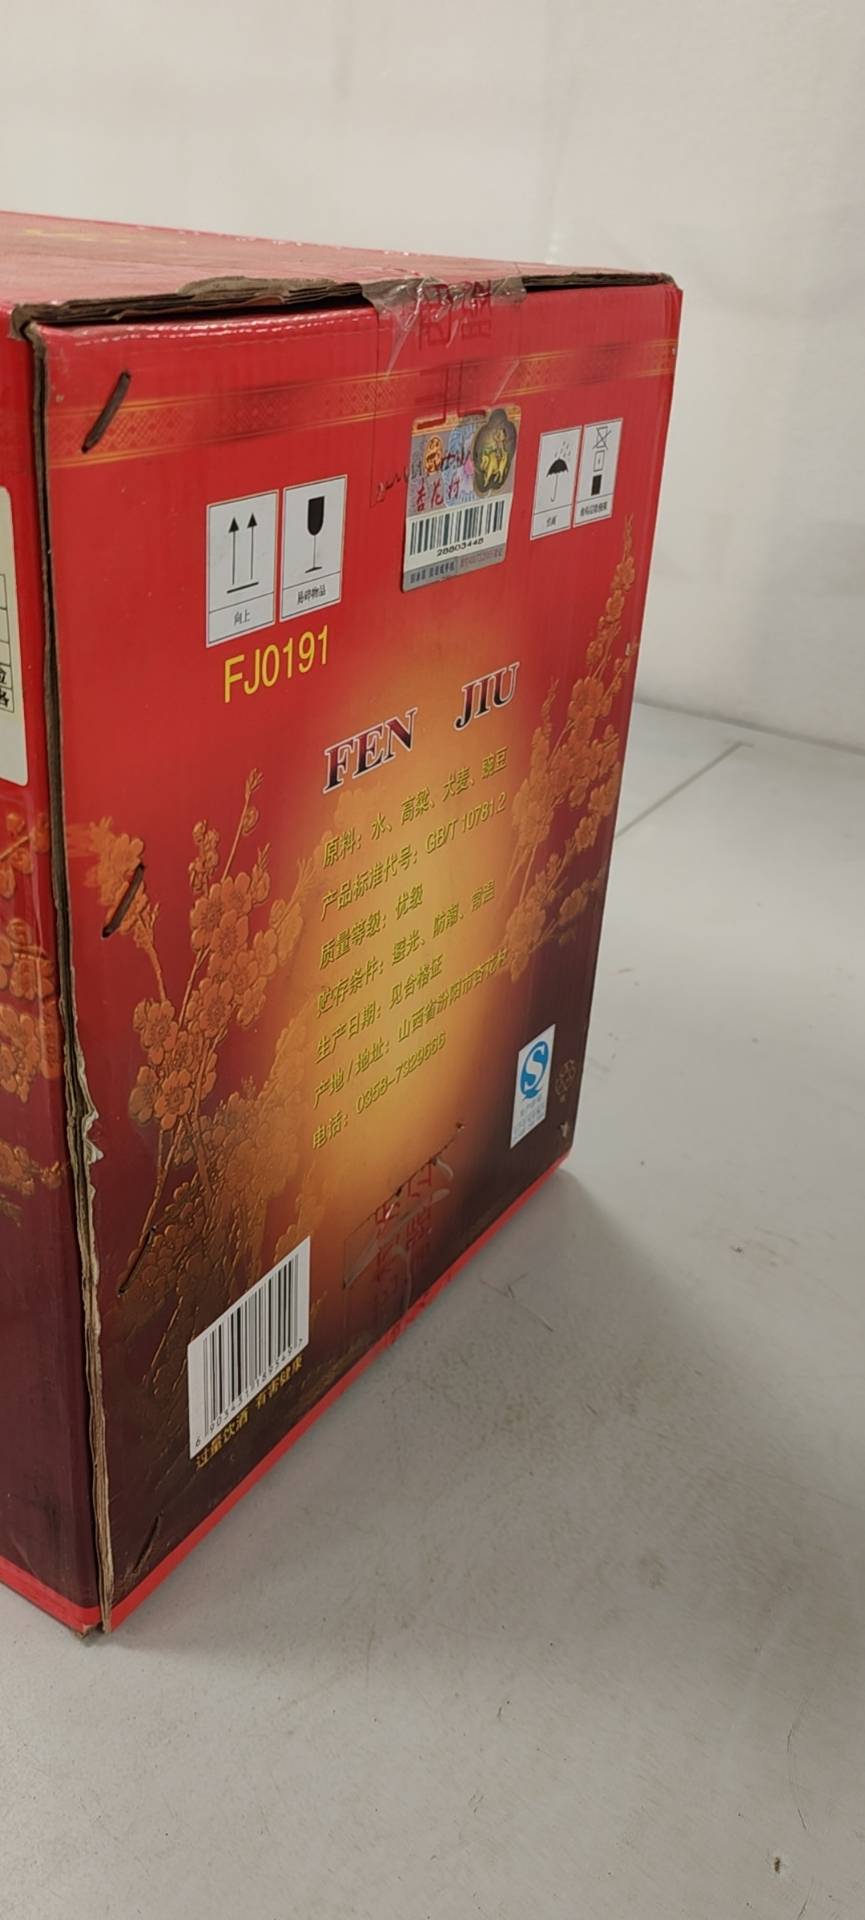 杏花村
28803448
向上
易碎物品
怕雨
FJ0191
FEN JIU
原料：水、高粱、大麦、豌豆
产品标准代号：GB/T 10781.2
质量等级：优级
贮存条件：避光、防潮、常温
生产日期：见合格证
产地/地址：山西省汾阳市杏花村
电话：0358-7329666
过量饮酒 有害健康